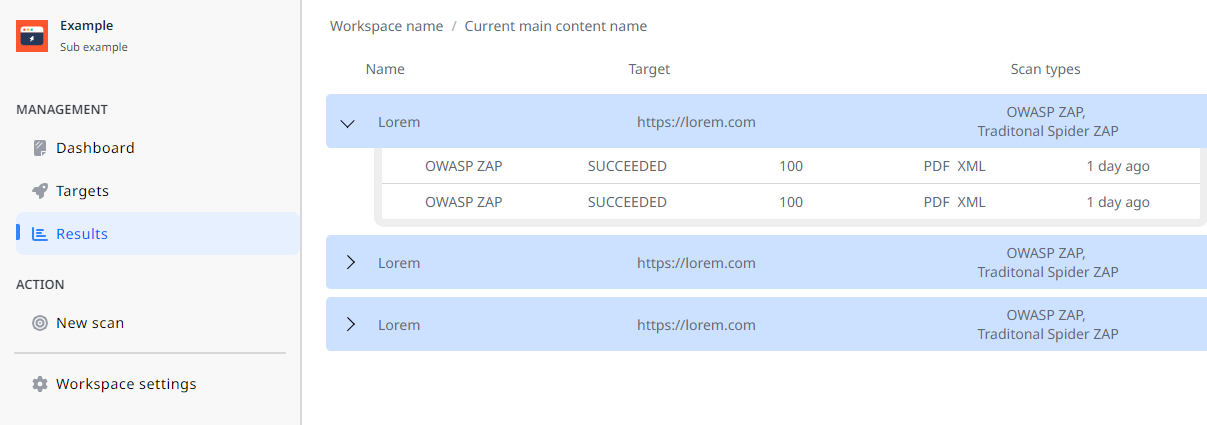 Example
Sub example
MANAGEMENT
Dashboard
Targets
Results
ACTION
New scan
Workspace settings
Workspace name / Current main content name
Name Target Scan types
Lorem https://lorem.com OWASP ZAP,
Traditonal Spider ZAP
OWASP ZAP SUCCEEDED 100 PDF XML 1 day ago
OWASP ZAP SUCCEEDED 100 PDF XML 1 day ago
Lorem https://lorem.com OWASP ZAP,
Traditonal Spider ZAP
Lorem https://lorem.com OWASP ZAP,
Traditonal Spider ZAP